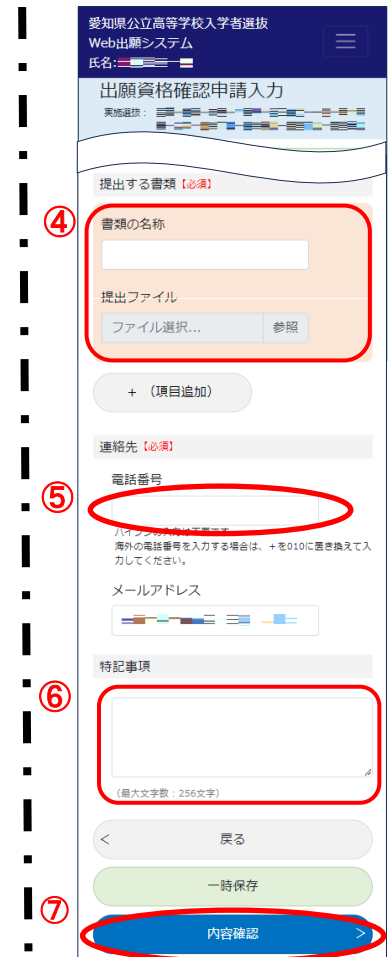 愛知県公立高等学校入学者選抜
Web出願システム
氏名:
出願資格確認申請入力
実施選抜：
提出する書類【必須】
④
書類の名称
提出ファイル
ファイル選択... 参照
+ （項目追加）
連絡先【必須】
⑤
電話番号
ハイフンの入力は不要です。
海外の電話番号を入力する場合は、+を010に置き換えて入
力してください。
メールアドレス
特記事項
⑥
（最大文字数：256文字）
< 戻る
一時保存
⑦
内容確認 >